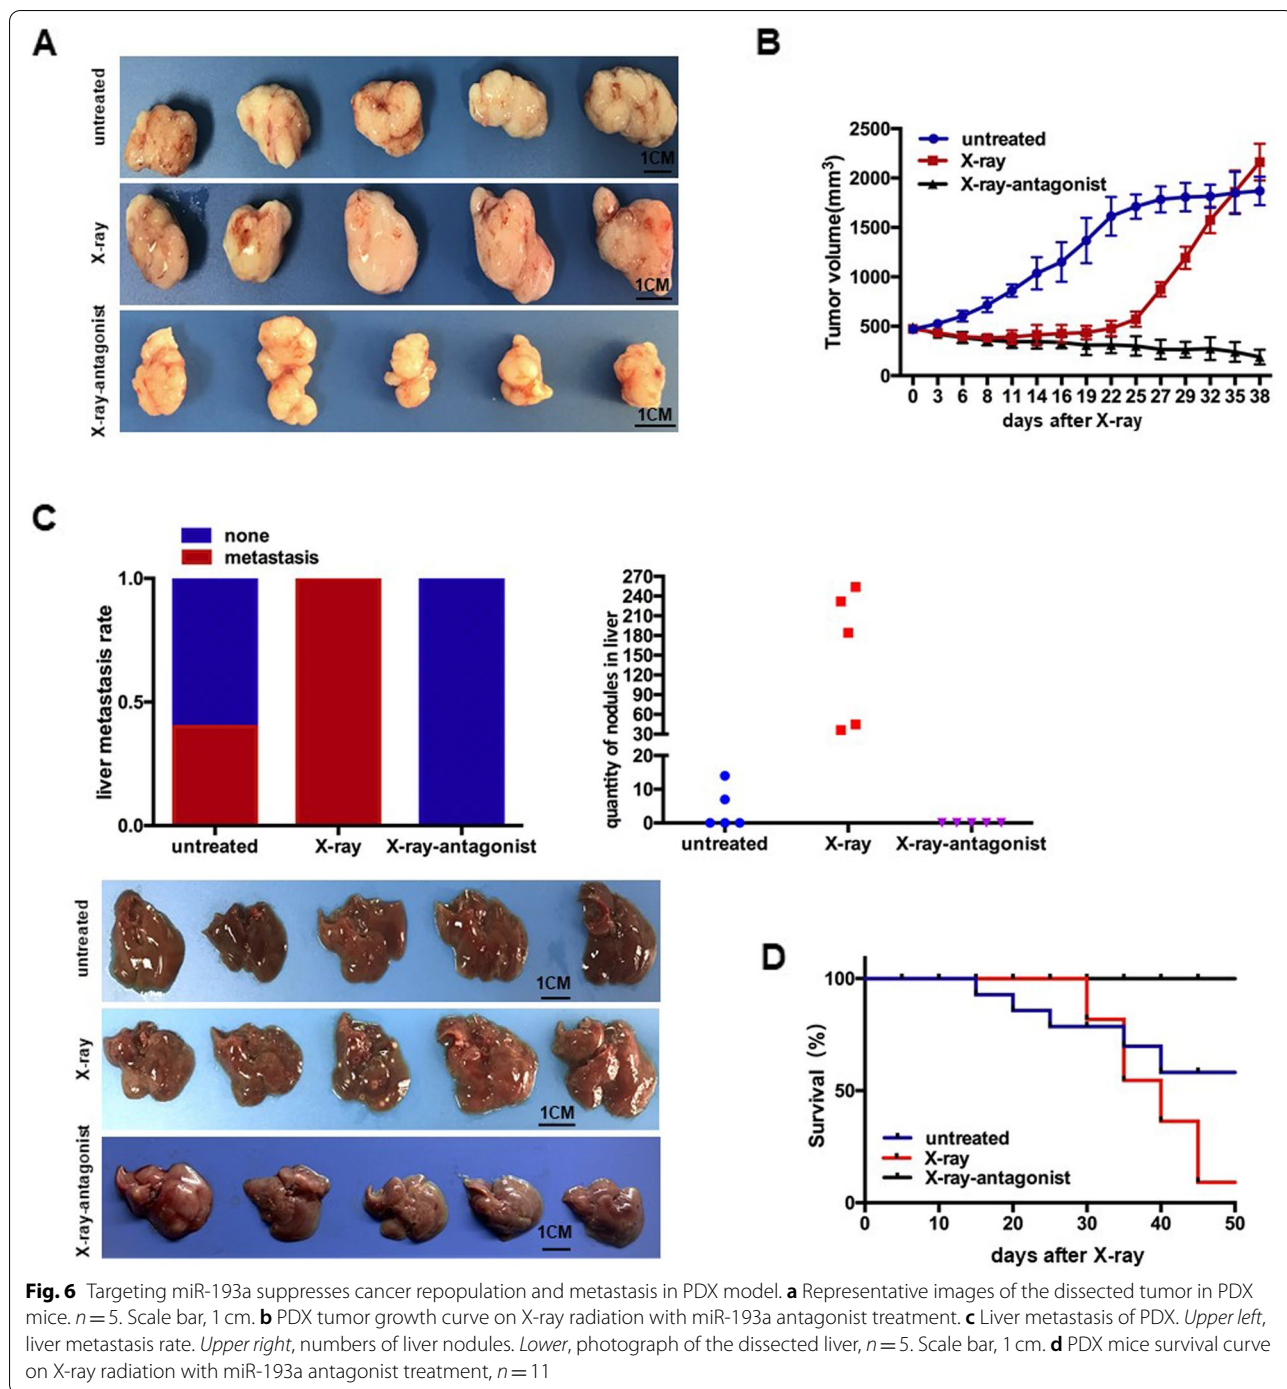 A
untreated
1CM
X-ray
1CM
X-ray-antagonist
1CM
B
untreated
X-ray
X-ray-antagonist
Tumor volume(mm³)
2500
2000
1500
1000
500
0
0 3 6 8 11 14 16 19 22 25 27 29 32 35 38
days after X-ray
C
none
metastasis
liver metastasis rate
1.0
0.5
0.0
untreated X-ray X-ray-antagonist
quantity of nodules in liver
270
240
210
180
150
120
90
60
30
20
10
0
untreated X-ray X-ray-antagonist
untreated
1CM
X-ray
1CM
X-ray-antagonist
1CM
D
Survival (%)
100
50
0
untreated
X-ray
X-ray-antagonist
0 10 20 30 40 50
days after X-ray
Fig. 6 Targeting miR-193a suppresses cancer repopulation and metastasis in PDX model. a Representative images of the dissected tumor in PDX
mice. n = 5. Scale bar, 1 cm. b PDX tumor growth curve on X-ray radiation with miR-193a antagonist treatment. c Liver metastasis of PDX. Upper left,
liver metastasis rate. Upper right, numbers of liver nodules. Lower, photograph of the dissected liver, n = 5. Scale bar, 1 cm. d PDX mice survival curve
on X-ray radiation with miR-193a antagonist treatment, n = 11